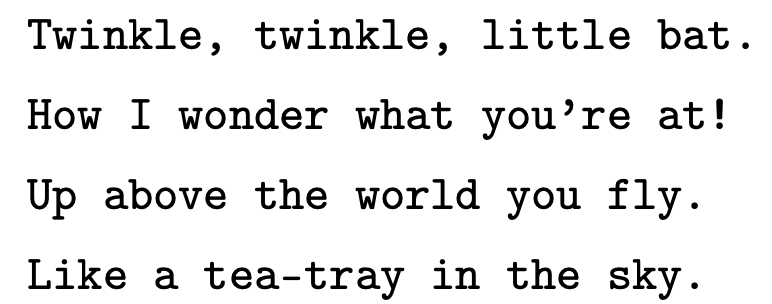 Twinkle, twinkle, little bat.
How I wonder what you’re at!
Up above the world you fly.
Like a tea-tray in the sky.